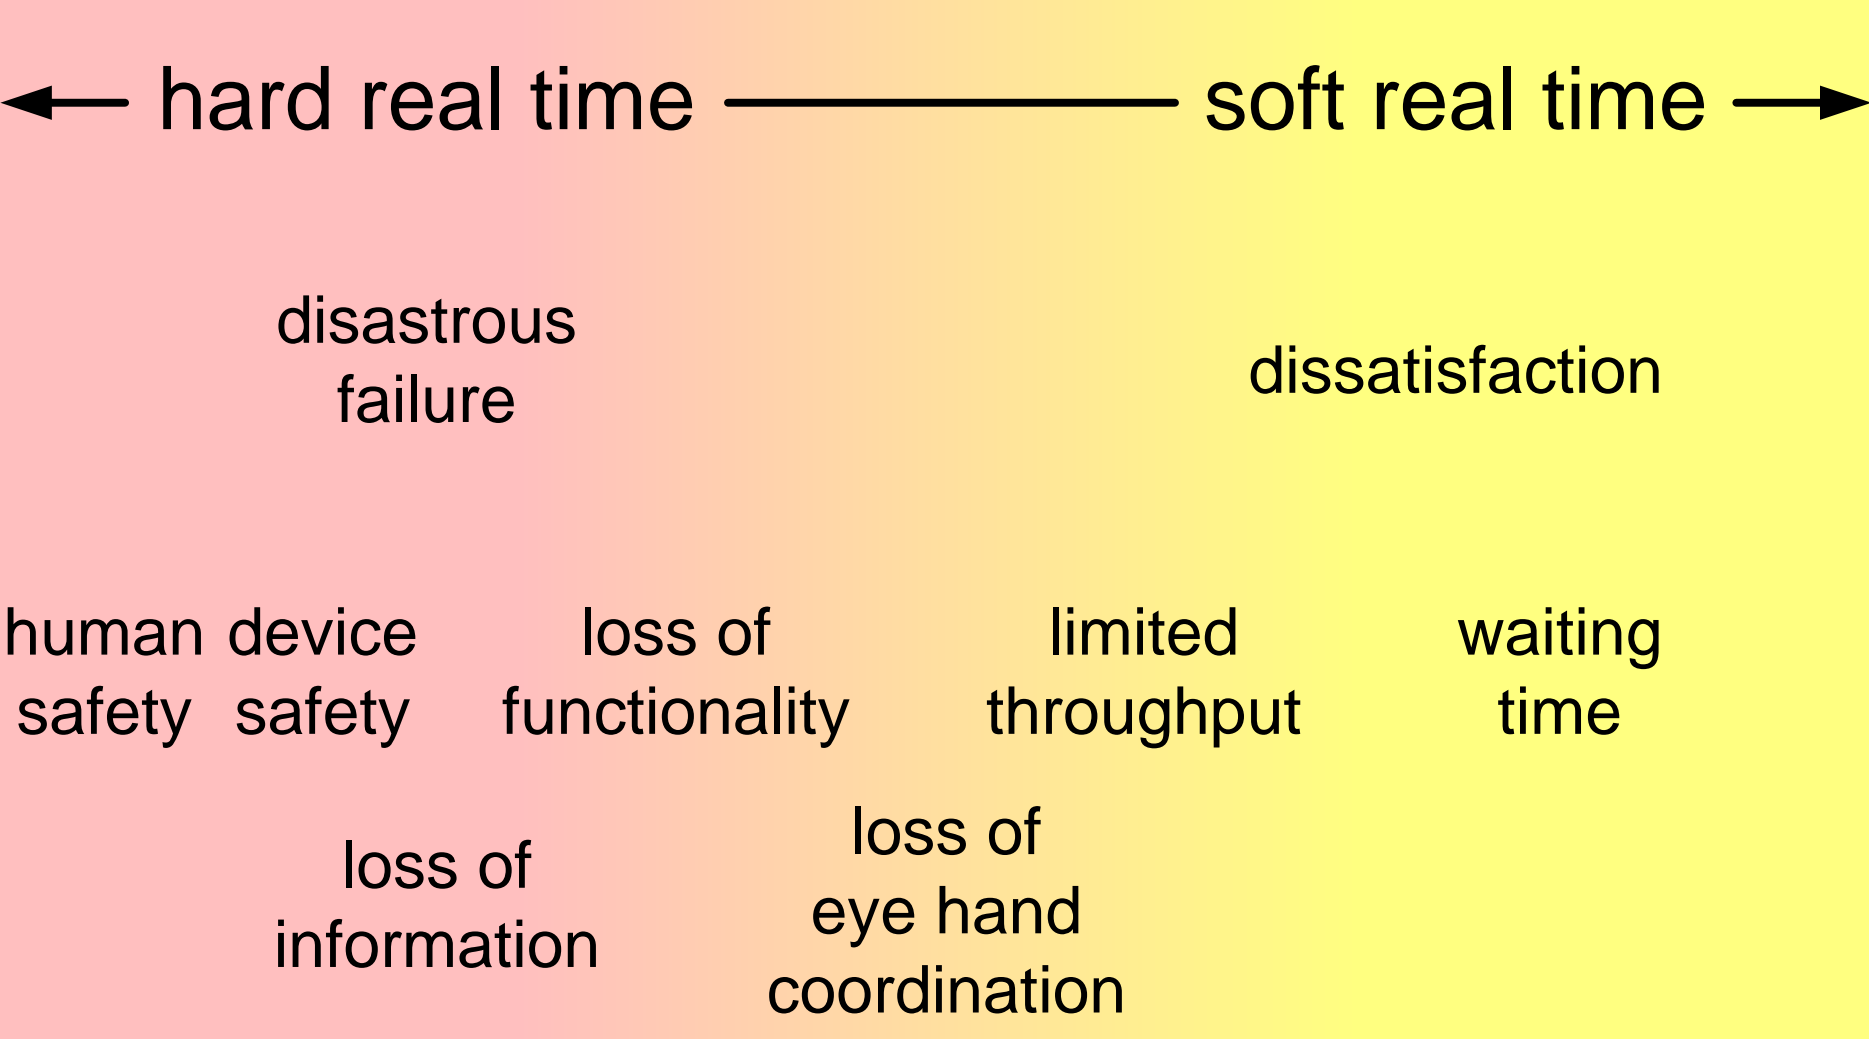 hard real time
soft real time
disastrous
failure
dissatisfaction
human
safety
device
safety
loss of
functionality
limited
throughput
waiting
time
loss of
information
loss of
eye hand
coordination